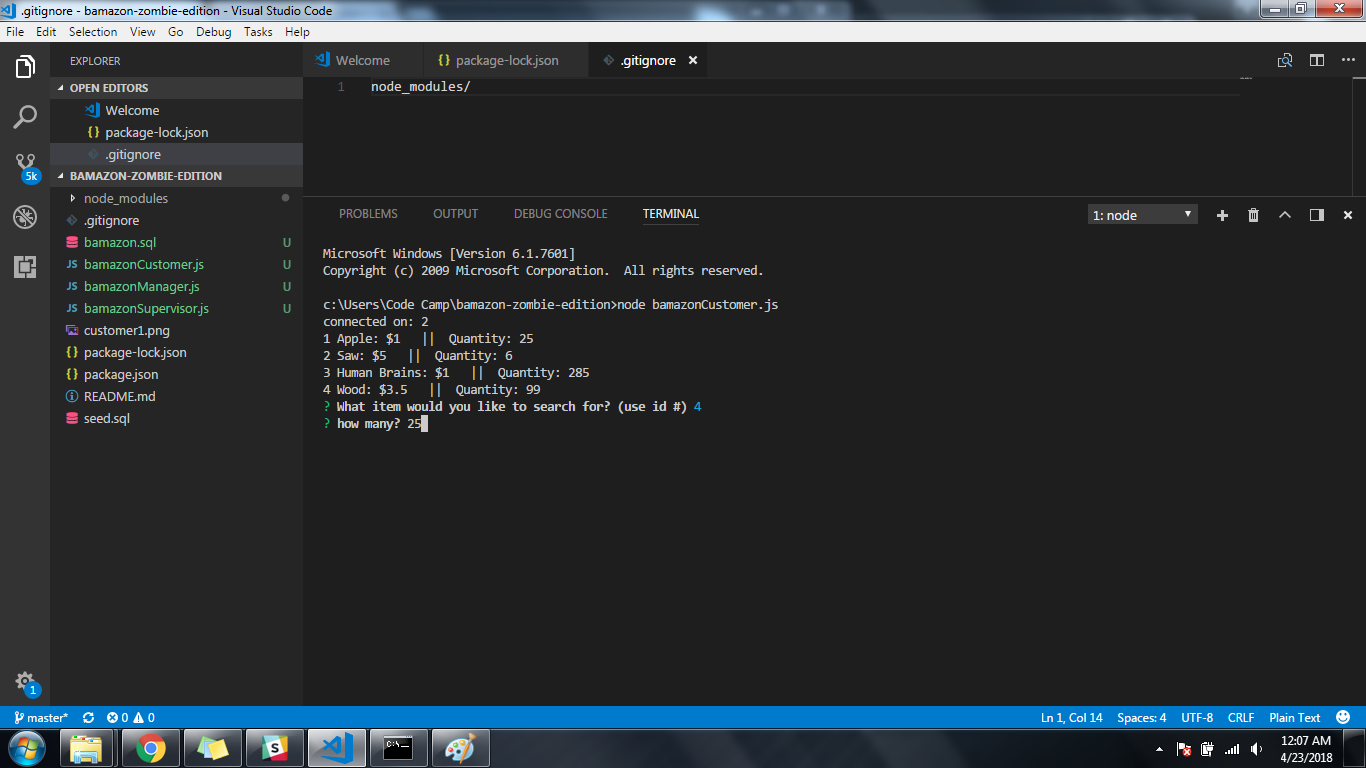 .gitignore - bamazon-zombie-edition - Visual Studio Code
File Edit Selection View Go Debug Tasks Help
EXPLORER
OPEN EDITORS
Welcome
{} package-lock.json
.gitignore
BAMAZON-ZOMBIE-EDITION
node_modules
.gitignore
bamazon.sql U
JS bamazonCustomer.js U
JS bamazonManager.js U
JS bamazonSupervisor.js U
customer1.png
{} package-lock.json
{} package.json
README.md
seed.sql
5k
1
Welcome {} package-lock.json .gitignore ×
1 node_modules/
PROBLEMS OUTPUT DEBUG CONSOLE TERMINAL 1: node
Microsoft Windows [Version 6.1.7601]
Copyright (c) 2009 Microsoft Corporation.  All rights reserved.
c:\Users\Code Camp\bamazon-zombie-edition>node bamazonCustomer.js
connected on: 2
1 Apple: $1   ||  Quantity: 25
2 Saw: $5   ||  Quantity: 6
3 Human Brains: $1   ||  Quantity: 285
4 Wood: $3.5   ||  Quantity: 99
? What item would you like to search for? (use id #) 4
? how many? 25
master* 0 0 Ln 1, Col 14 Spaces: 4 UTF-8 CRLF Plain Text
S
C:\_
12:07 AM
4/23/2018